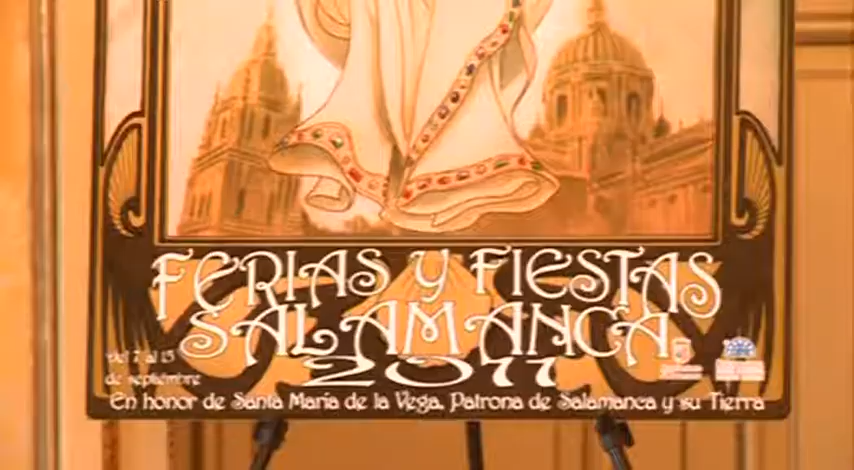 FERIAS Y FIESTAS
SALAMANCA
2011
Del 7 al 15
de septiembre
En honor de Santa María de la Vega, Patrona de Salamanca y su Tierra